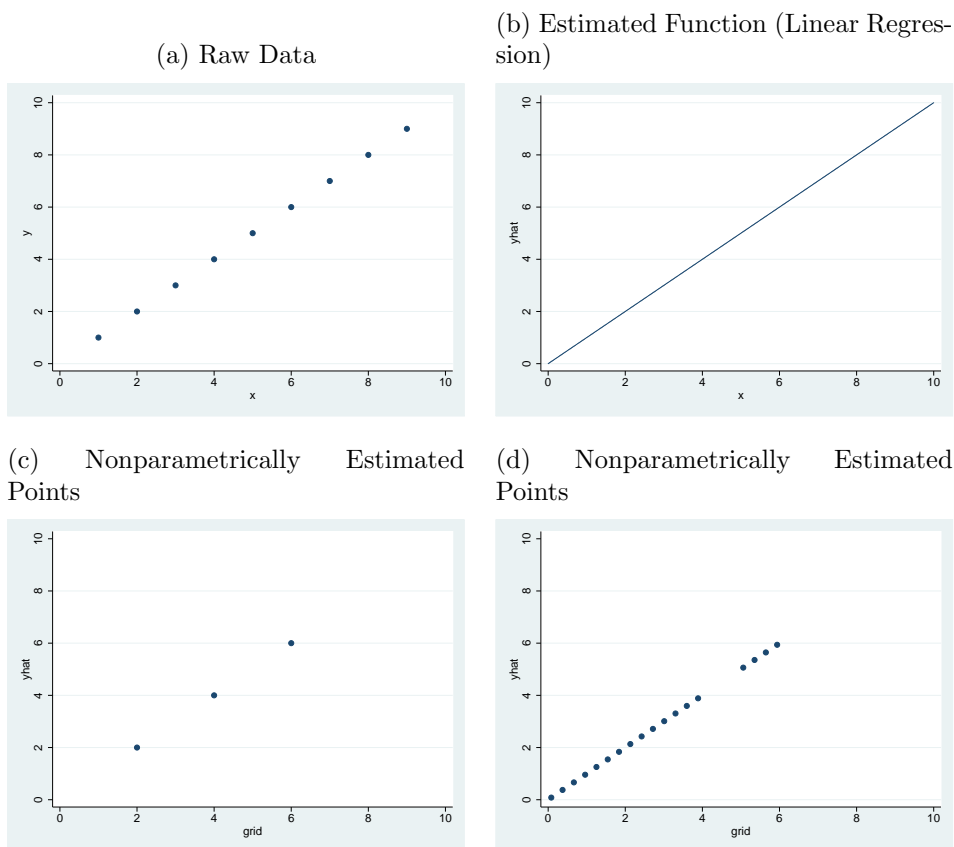 (a) Raw Data
0 2 4 6 8 10
y
0 2 4 6 8 10
x
(b) Estimated Function (Linear Regres-
sion)
0 2 4 6 8 10
yhat
0 2 4 6 8 10
x
(c) Nonparametrically Estimated
Points
0 2 4 6 8 10
yhat
0 2 4 6 8 10
grid
(d) Nonparametrically Estimated
Points
0 2 4 6 8 10
yhat
0 2 4 6 8 10
grid